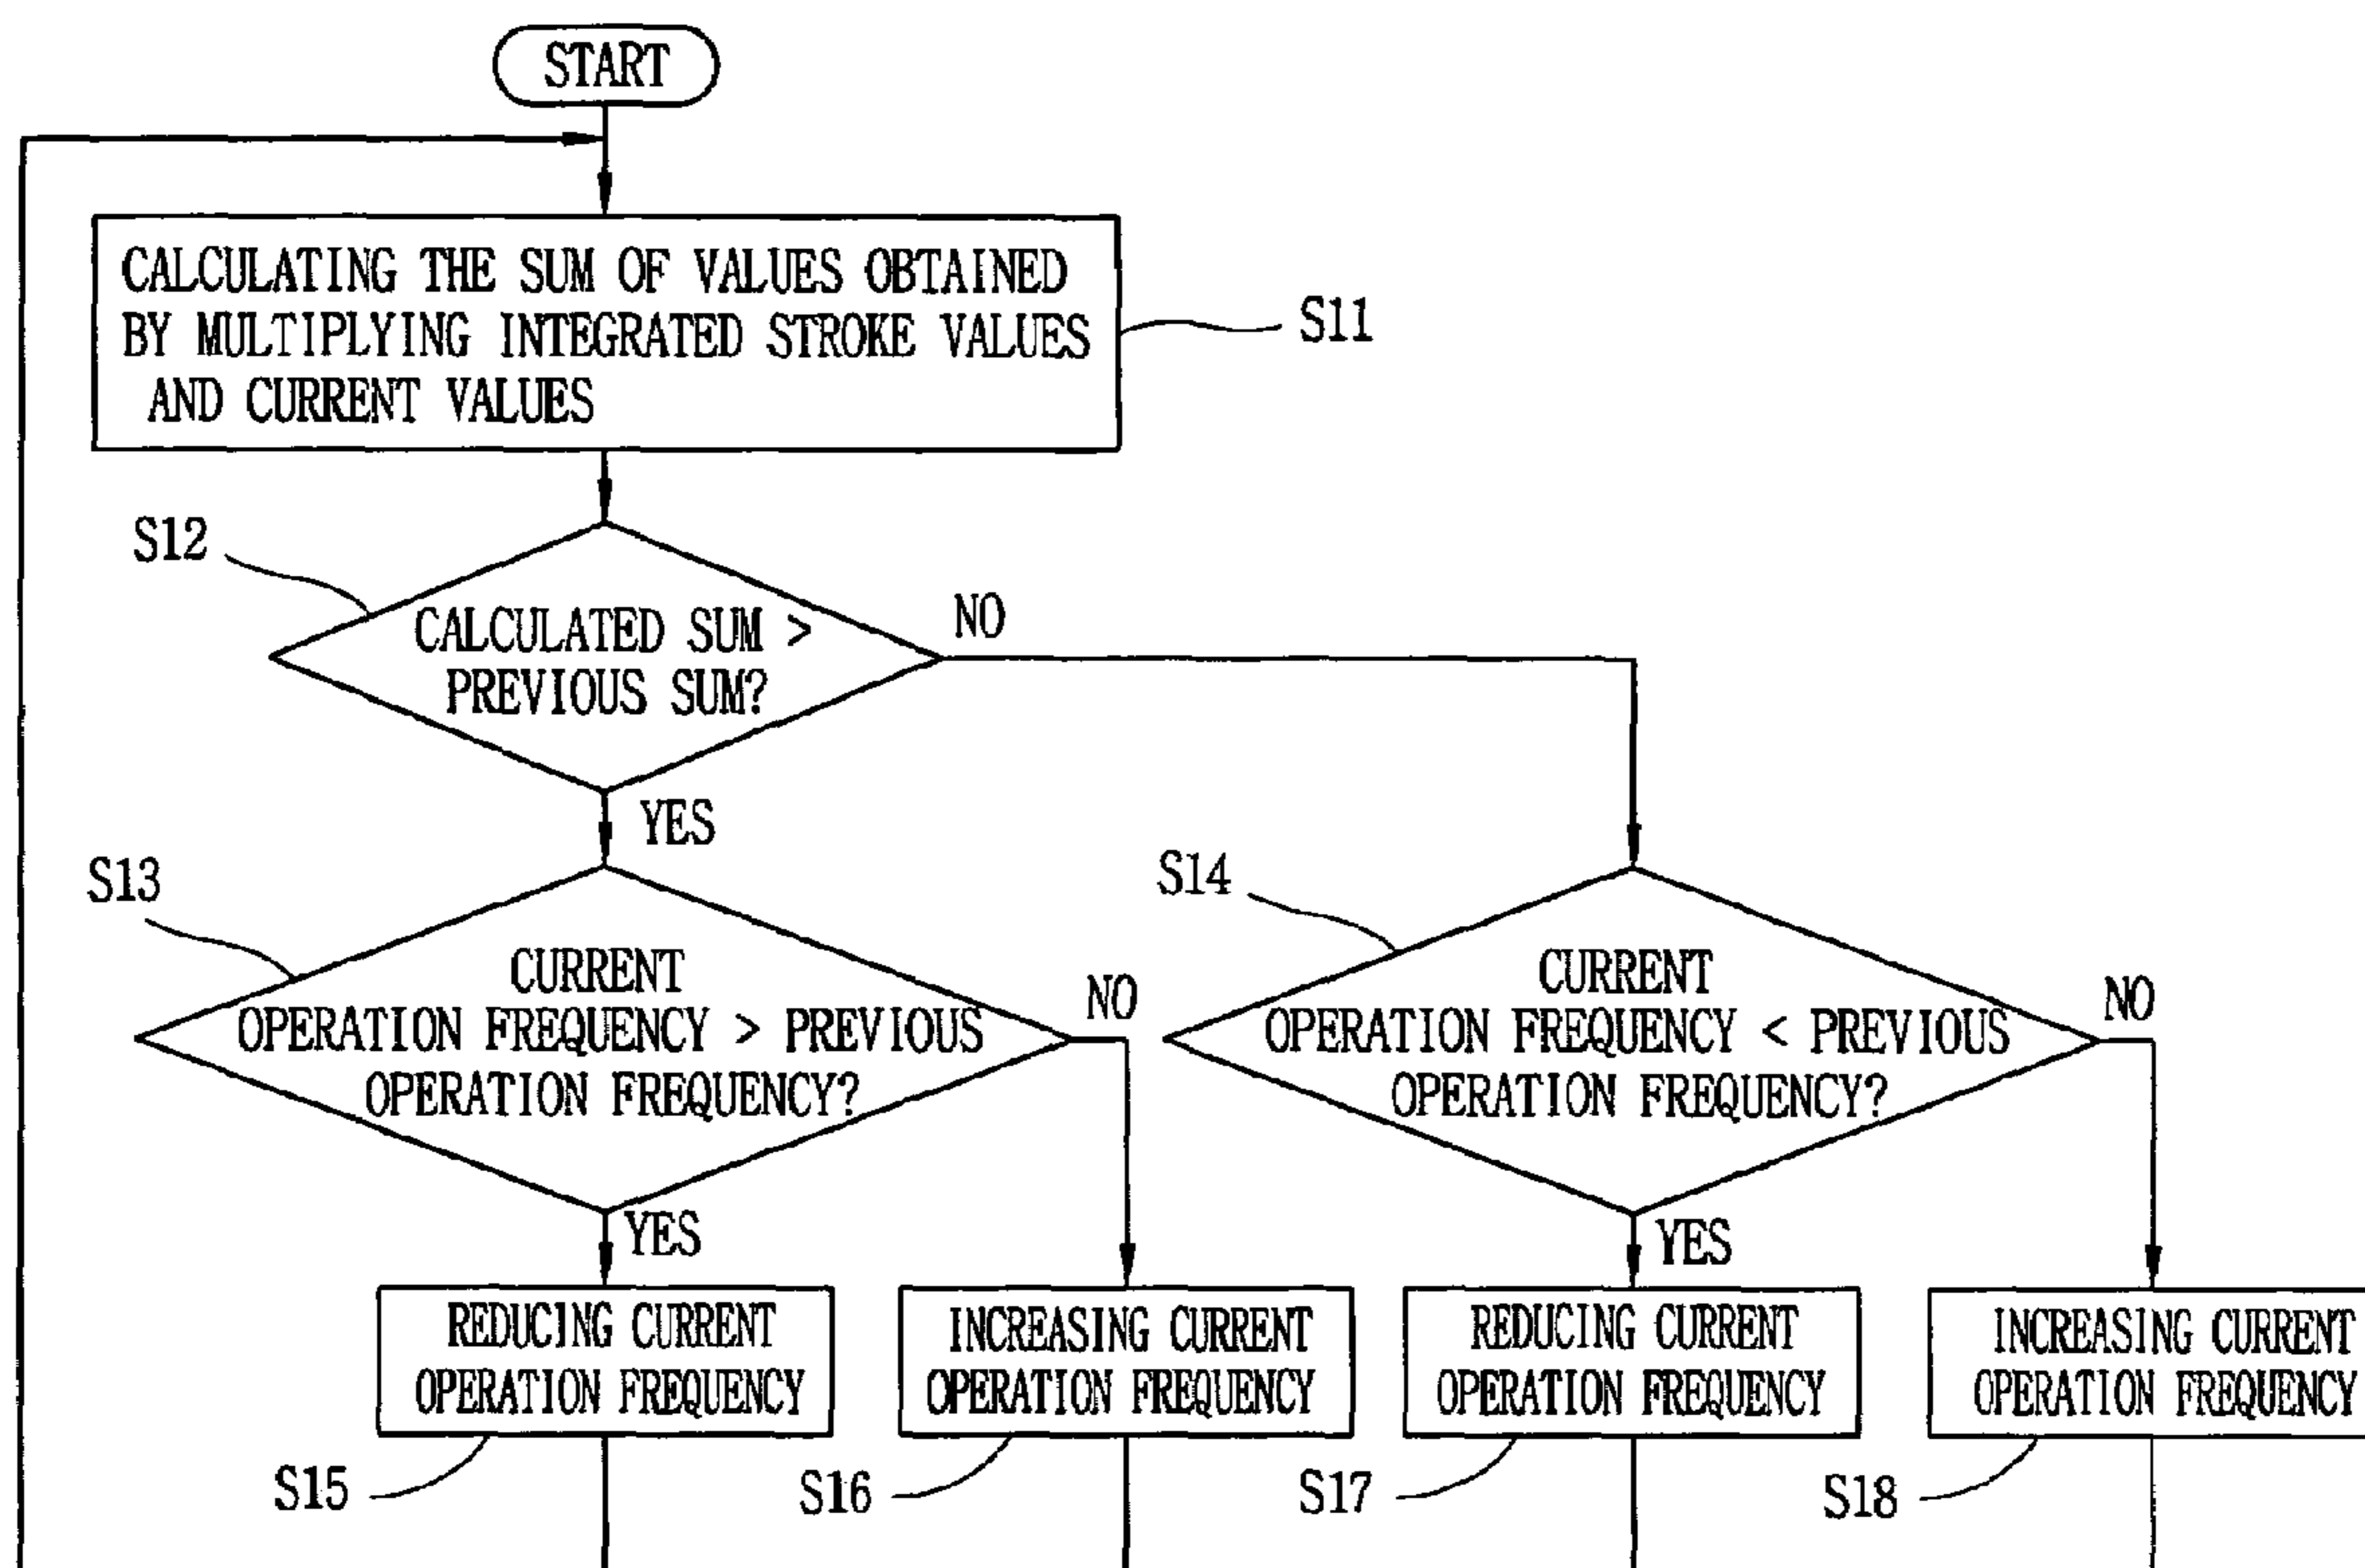 START
CALCULATING THE SUM OF VALUES OBTAINED
BY MULTIPLYING INTEGRATED STROKE VALUES
AND CURRENT VALUES
S11
S12
CALCULATED SUM >
PREVIOUS SUM?
NO
YES
S13
CURRENT
OPERATION FREQUENCY > PREVIOUS
OPERATION FREQUENCY?
NO
YES
S14
CURRENT
OPERATION FREQUENCY < PREVIOUS
OPERATION FREQUENCY?
NO
YES
REDUCING CURRENT
OPERATION FREQUENCY
S15
INCREASING CURRENT
OPERATION FREQUENCY
S16
REDUCING CURRENT
OPERATION FREQUENCY
S17
INCREASING CURRENT
OPERATION FREQUENCY
S18